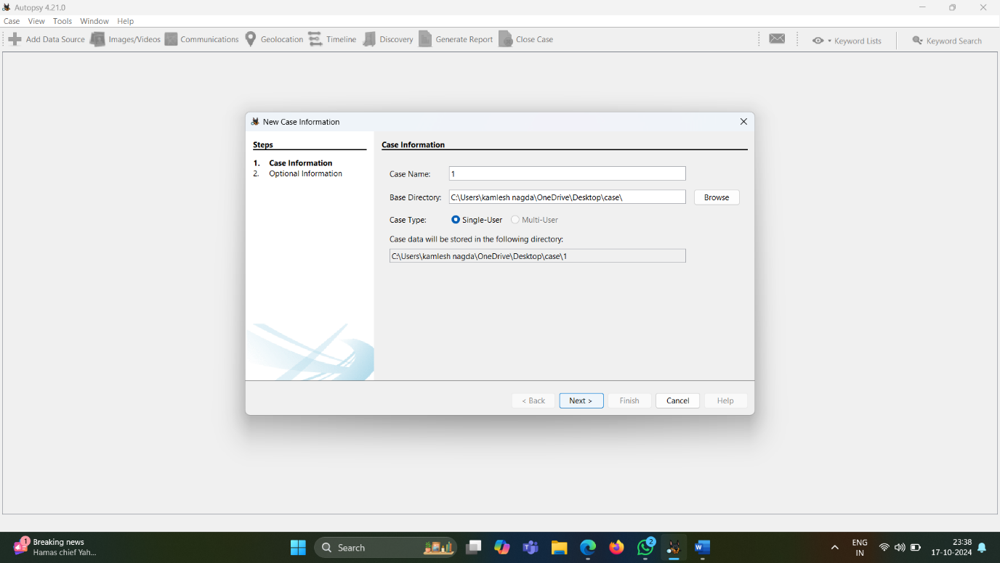 Autopsy 4.21.0
Case View Tools Window Help
Add Data Source Images/Videos Communications Geolocation Timeline Discovery Generate Report Close Case Keyword Lists Keyword Search
New Case Information
Steps
1. Case Information
2. Optional Information
Case Information
Case Name: 1
Base Directory: C:\Users\kamlesh nagda\OneDrive\Desktop\case\ Browse
Case Type: Single-User Multi-User
Case data will be stored in the following directory:
C:\Users\kamlesh nagda\OneDrive\Desktop\case\1
< Back Next > Finish Cancel Help
1 Breaking news
Hamas chief Yah...
Search
2
ENG
IN
23:38
17-10-2024